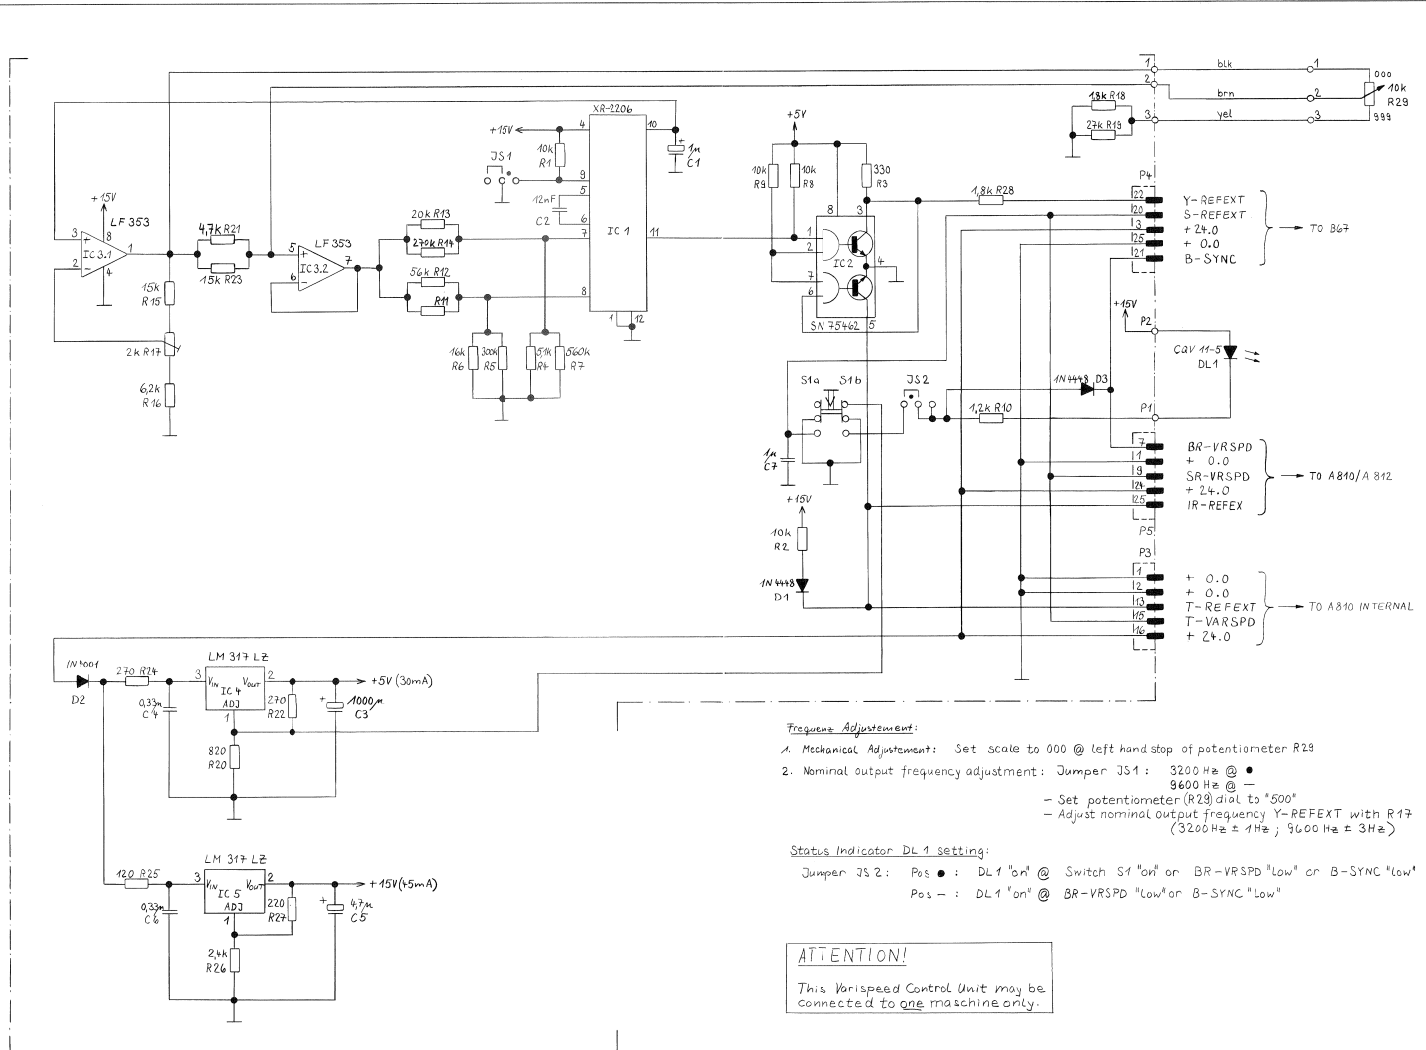 1 blk 1
2 brn 2
3 yel 3
000
10k
R29
999
1,8k R18
27k R19
XR-2206
+15V
4
10
10k
R1
JS1
9
5
12nF
C2
6
7
IC 1
11
8
1
12
1µ
C1
+5V
10k
R9
10k
R8
330
R3
8
3
1
2
IC2
4
7
6
SN 75462
5
1,8k R28
P4
22 Y-REFEXT
20 S-REFEXT
3 +24.0
25 + 0.0
21 B-SYNC
TO B67
+15V
LF 353
3
8
IC3.1
1
2
4
4,7k R21
15k R23
LF 353
5
IC3.2
7
6
20k R13
270k R14
56k R12
R11
15k
R15
2k R17
6,2k
R16
16k
R6
300k
R5
5,1k
R4
560k
R7
+15V
P2
CQV 11-5
DL1
S1a
S1b
JS2
1N4448 D3
1,2k R10
P1
1µ
C7
7 BR-VRSPD
1 + 0.0
9 SR-VRSPD
24 + 24.0
25 IR-REFEX
TO A810/A 812
P5
+15V
10k
R2
1N 4448
D1
P3
1 + 0.0
2 + 0.0
13 T-REFEXT
15 T-VARSPD
16 + 24.0
TO A810 INTERNAL
D2
270 R24
LM 317 LZ
3
VIN
VOUT
2
IC 4
ADJ
1
+5V (30mA)
C4
270
R22
1000µ
C3
820
R20
LM 317 LZ
120 R25
3
VIN
VOUT
2
IC 5
ADJ
1
+15V (45mA)
C6
220
R27
4,7µ
C5
2,4k
R26
Frequenz Adjustement:
1. Mechanical Adjustement: Set scale to 000 @ left hand stop of potentiometer R29
2. Nominal output frequency adjustment: Jumper JS1: 3200 Hz @ ●
9600 Hz @ —
— Set potentiometer (R29) dial to "500"
— Adjust nominal output frequency Y-REFEXT with R17
(3200 Hz ± 1Hz ; 9600 Hz ± 3Hz)
Status Indicator DL 1 setting:
Jumper JS 2: Pos ● : DL1 "on" @ Switch S1 "on" or BR-VRSPD "Low" or B-SYNC "Low"
Pos – : DL1 "on" @ BR-VRSPD "Low" or B-SYNC "Low"
ATTENTION!
This Varispeed Control Unit may be
connected to one maschine only.